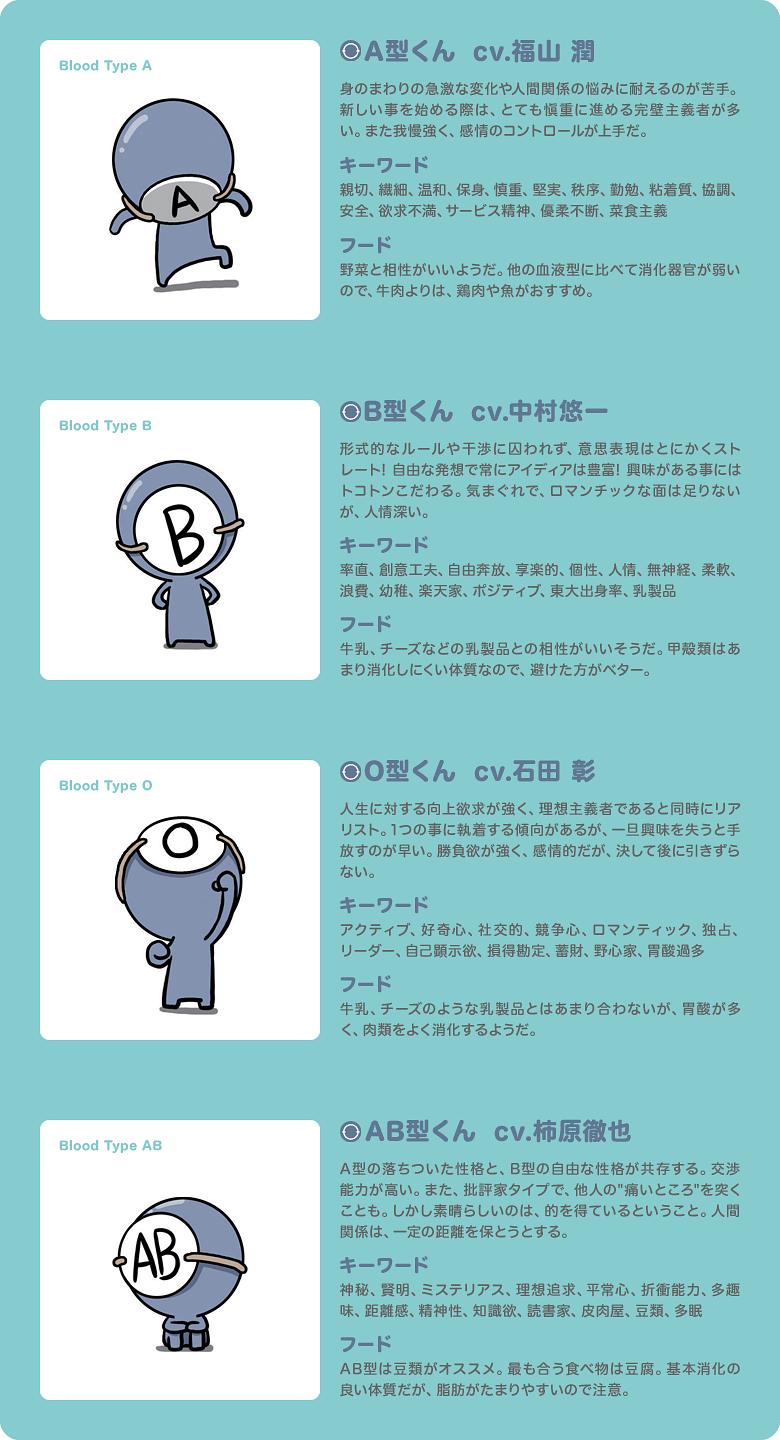 Blood Type A
A
A型くん cv.福山 潤
身のまわりの急激な変化や人間関係の悩みに耐えるのが苦手。
新しい事を始める際は、とても慎重に進める完璧主義者が多
い。また我慢強く、感情のコントロールが上手だ。
キーワード
親切、繊細、温和、保身、慎重、堅実、秩序、勤勉、粘着質、協調、
安全、欲求不満、サービス精神、優柔不断、菜食主義
フード
野菜と相性がいいようだ。他の血液型に比べて消化器官が弱い
ので、牛肉よりは、鶏肉や魚がおすすめ。
Blood Type B
B
B型くん cv.中村悠一
形式的なルールや干渉に囚われず、意思表現はとにかくスト
レート! 自由な発想で常にアイディアは豊富! 興味がある事には
トコトンこだわる。気まぐれで、ロマンチックな面は足りない
が、人情深い。
キーワード
率直、創意工夫、自由奔放、享楽的、個性、人情、無神経、柔軟、
浪費、幼稚、楽天家、ポジティブ、東大出身率、乳製品
フード
牛乳、チーズなどの乳製品との相性がいいそうだ。甲殻類はあ
まり消化しにくい体質なので、避けた方がベター。
Blood Type O
O
O型くん cv.石田 彰
人生に対する向上欲求が強く、理想主義者であると同時にリア
リスト。1つの事に執着する傾向があるが、一旦興味を失うと手
放すのが早い。勝負欲が強く、感情的だが、決して後に引きずら
ない。
キーワード
アクティブ、好奇心、社交的、競争心、ロマンティック、独占、
リーダー、自己顕示欲、損得勘定、蓄財、野心家、胃酸過多
フード
牛乳、チーズのような乳製品とはあまり合わないが、胃酸が多
く、肉類をよく消化するようだ。
Blood Type AB
AB
AB型くん cv.柿原徹也
A型の落ちついた性格と、B型の自由な性格が共存する。交渉
能力が高い。また、批評家タイプで、他人の"痛いところ"を突く
ことも。しかし素晴らしいのは、的を得ているということ。人間
関係は、一定の距離を保とうとする。
キーワード
神秘、賢明、ミステリアス、理想追求、平常心、折衝能力、多趣
味、距離感、精神性、知識欲、読書家、皮肉屋、豆類、多眠
フード
AB型は豆類がオススメ。最も合う食べ物は豆腐。基本消化の
良い体質だが、脂肪がたまりやすいので注意。